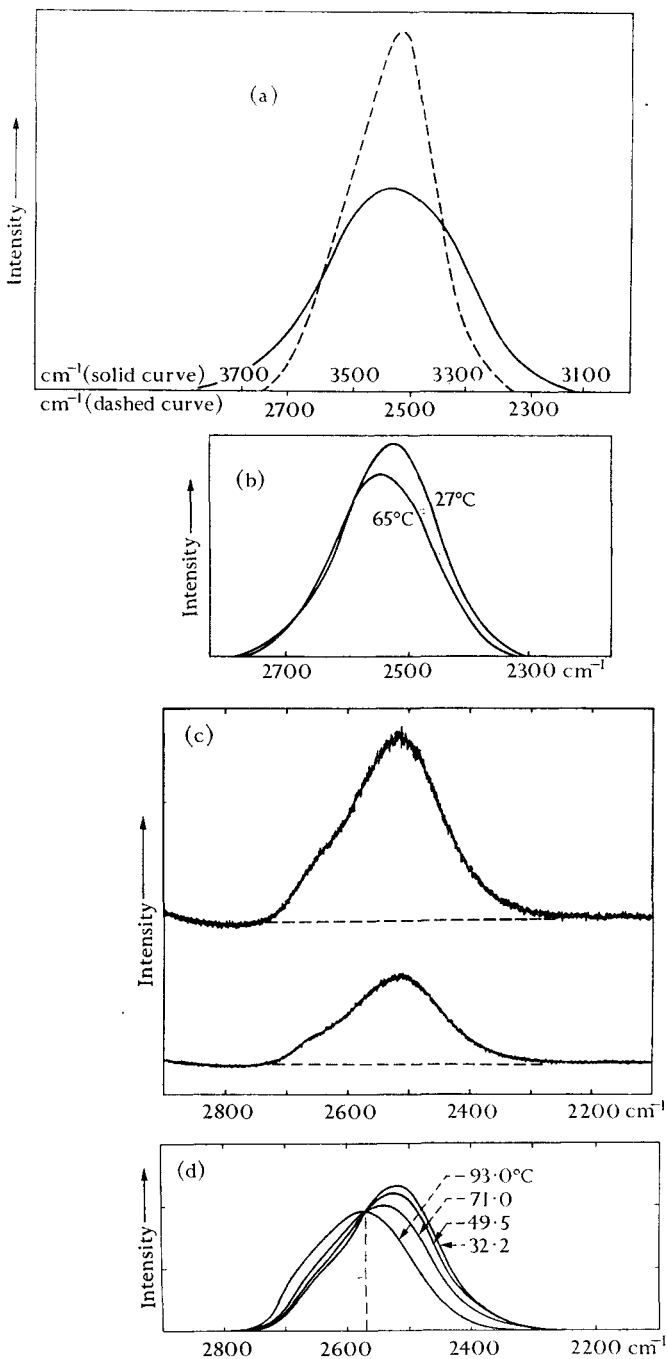 (a)
Intensity
cm⁻¹(solid curve) 3700 3500 3300 3100
cm⁻¹(dashed curve) 2700 2500 2300
(b)
Intensity
27°C
65°C
2700 2500 2300 cm⁻¹
(c)
Intensity
2800 2600 2400 2200 cm⁻¹
(d)
Intensity
93·0°C
71·0
49·5
32·2
2800 2600 2400 2200 cm⁻¹